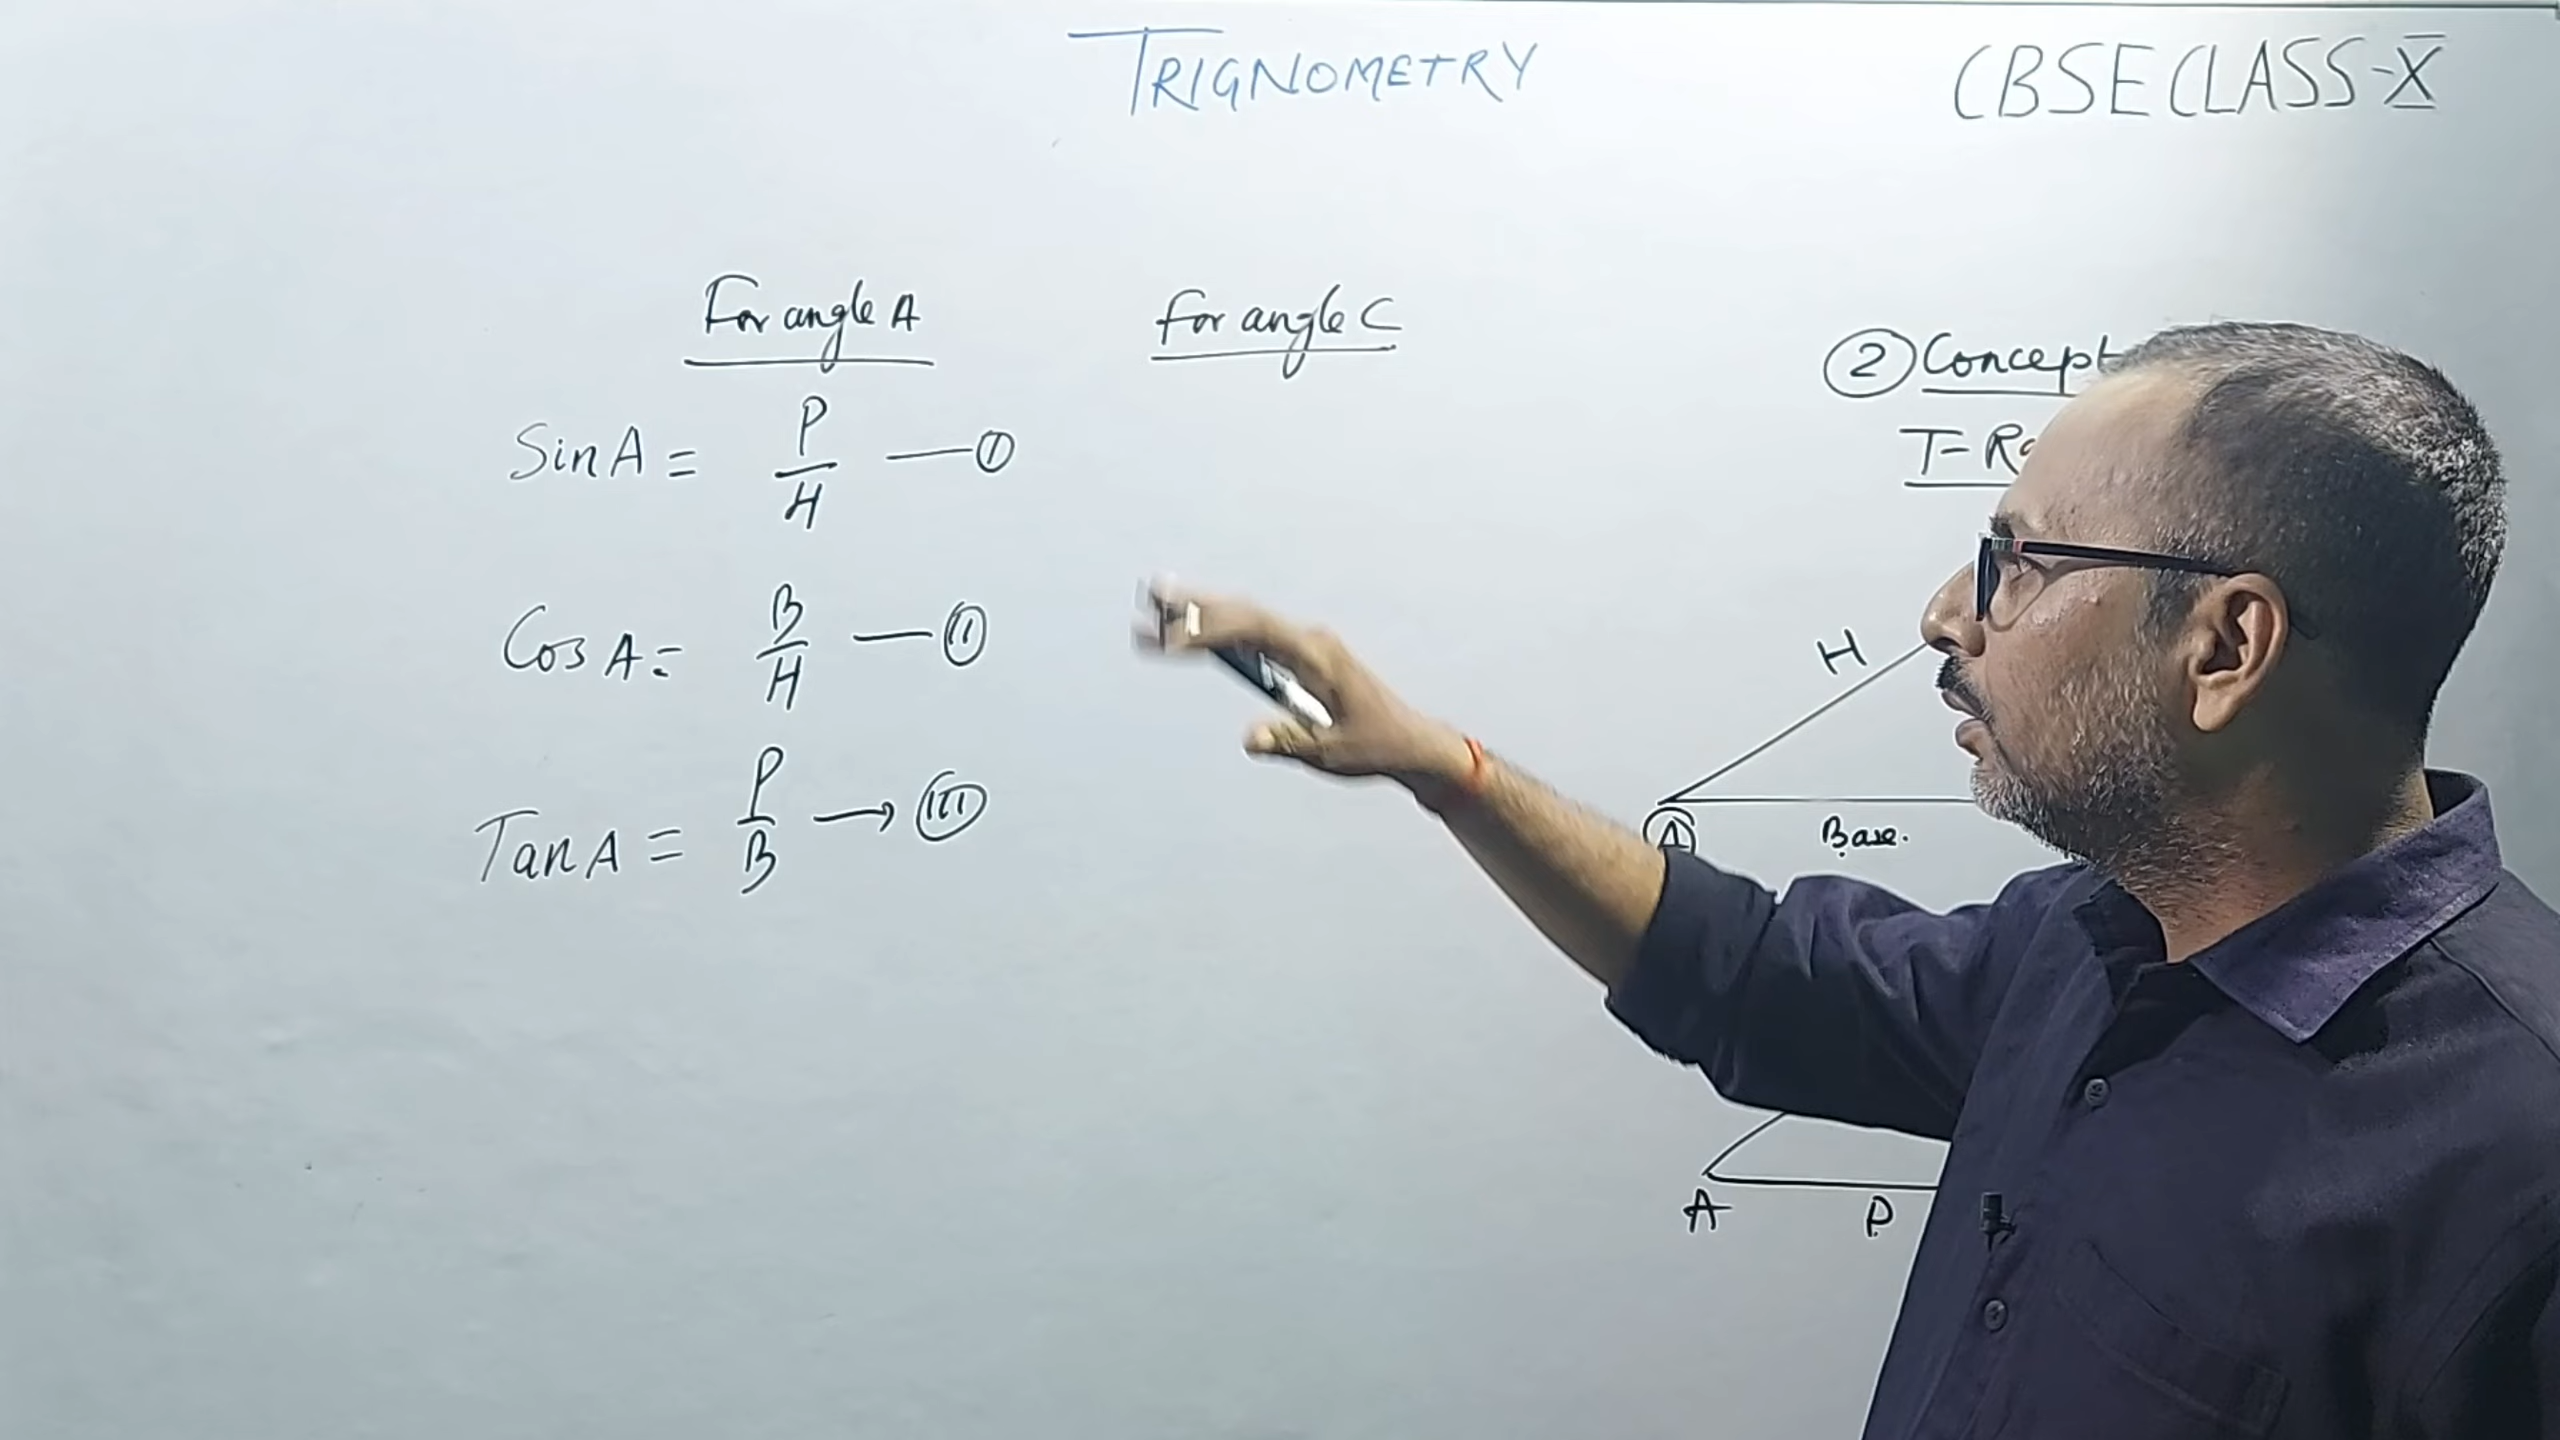 TRIGNOMETRY
CBSE CLASS-X
For angle A
For angle C
Sin A = P/H — I
Cos A = B/H — II
Tan A = P/B → III
2 Concept
H
A
Base.
A
P